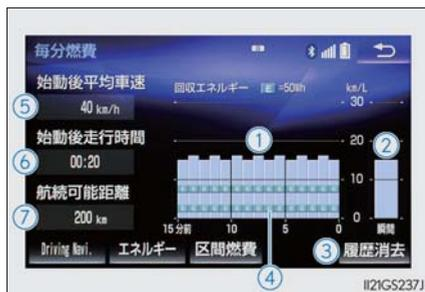 毎分燃費
始動後平均車速
回収エネルギー E =50Wh
km/L
⑤ 40 km/h
30
始動後走行時間
① 20 ②
⑥ 00:20
航続可能距離
10
⑦ 200 km
0
15分前 10 5 瞬間
Driving Navi. エネルギー 区間燃費 ③ 履歴消去
④
II21GS237J